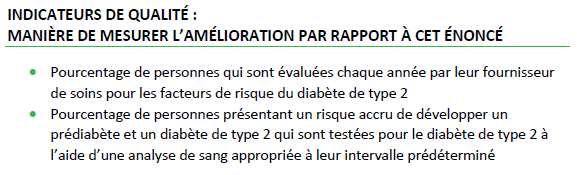 INDICATEURS DE QUALITÉ :
MANIÈRE DE MESURER L’AMÉLIORATION PAR RAPPORT À CET ÉNONCÉ
• Pourcentage de personnes qui sont évaluées chaque année par leur fournisseur
de soins pour les facteurs de risque du diabète de type 2
• Pourcentage de personnes présentant un risque accru de développer un
prédiabète et un diabète de type 2 qui sont testées pour le diabète de type 2 à
l’aide d’une analyse de sang appropriée à leur intervalle prédéterminé